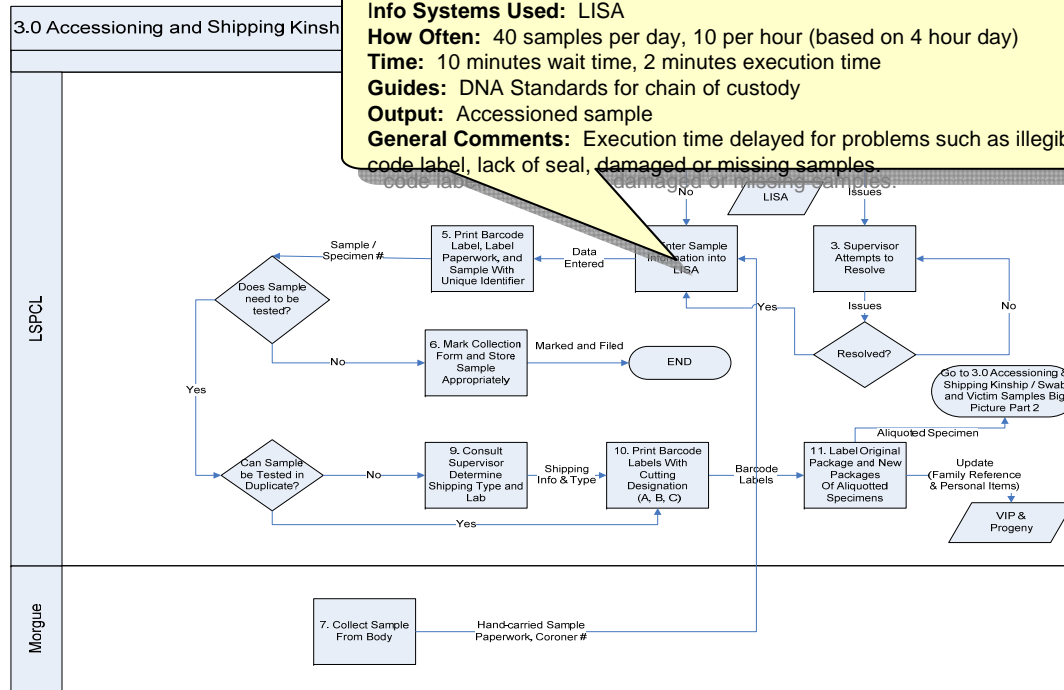 3.0 Accessioning and Shipping Kinsh
Info Systems Used: LISA
How Often: 40 samples per day, 10 per hour (based on 4 hour day)
Time: 10 minutes wait time, 2 minutes execution time
Guides: DNA Standards for chain of custody
Output: Accessioned sample
General Comments: Execution time delayed for problems such as illegib
code label, lack of seal, damaged or missing samples.
LSPCL
No
LISA
Issues
Sample /
Specimen #
5. Print Barcode
Label, Label
Paperwork, and
Sample With
Unique Identifier
Data
Entered
nter Sample
Information into
LISA
3. Supervisor
Attempts to
Resolve
Does Sample
need to be
tested?
Yes
Issues
No
No
6. Mark Collection
Form and Store
Sample
Appropriately
Marked and Filed
END
Resolved?
Yes
Go to 3.0 Accessioning &
Shipping Kinship / Swab
and Victim Samples Big
Picture Part 2
Aliquoted Specimen
Can Sample
be Tested in
Duplicate?
No
9. Consult
Supervisor
Determine
Shipping Type and
Lab
Shipping
Info & Type
10. Print Barcode
Labels With
Cutting
Designation
(A, B, C)
Barcode
Labels
11. Label Original
Package and New
Packages
Of Aliquotted
Specimens
Update
(Family Reference
& Personal Items)
VIP &
Progeny
Yes
Morgue
7. Collect Sample
From Body
Hand-carried Sample
Paperwork, Coroner #